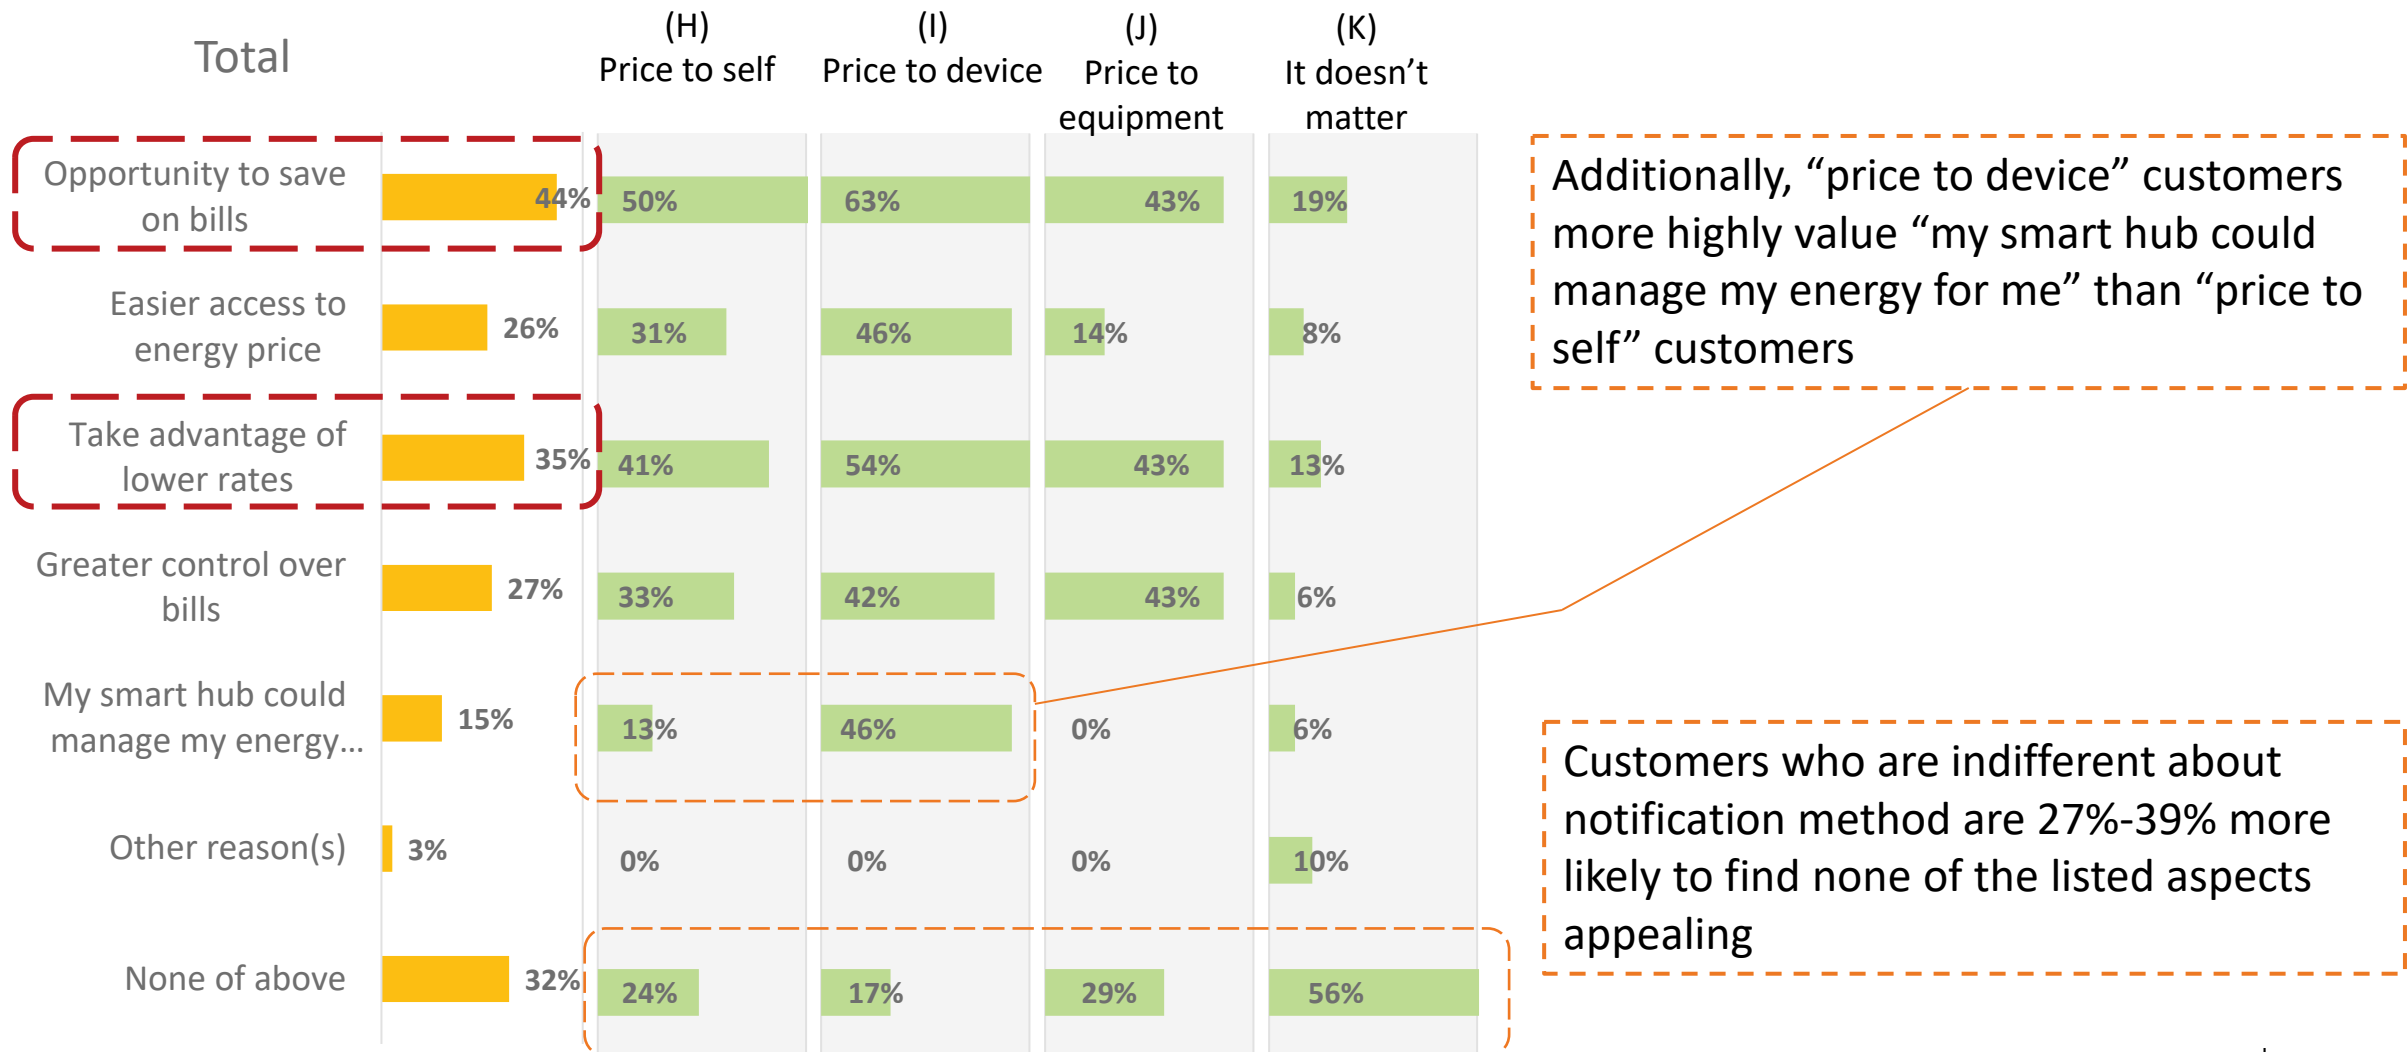 Total
(H)
Price to self
(I)
Price to device
(J)
Price to
equipment
(K)
It doesn’t
matter
Opportunity to save
on bills
44%
50%
63%
43%
19%
Easier access to
energy price
26%
31%
46%
14%
8%
Take advantage of
lower rates
35%
41%
54%
43%
13%
Greater control over
bills
27%
33%
42%
43%
6%
My smart hub could
manage my energy...
15%
13%
46%
0%
6%
Other reason(s)
3%
0%
0%
0%
10%
None of above
32%
24%
17%
29%
56%
Additionally, “price to device” customers
more highly value “my smart hub could
manage my energy for me” than “price to
self” customers
Customers who are indifferent about
notification method are 27%-39% more
likely to find none of the listed aspects
appealing